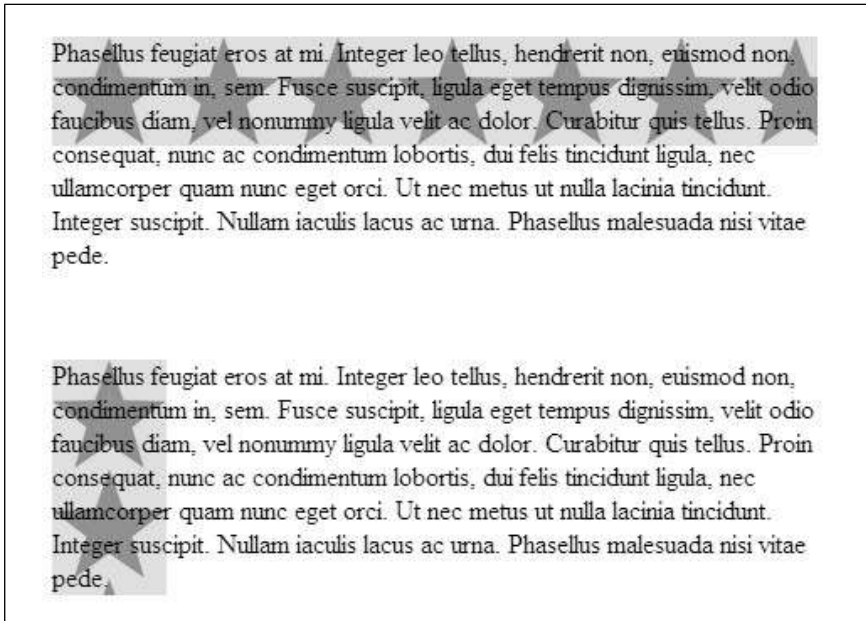 Phasellus feugiat eros at mi. Integer leo tellus, hendrerit non, euismod non,
condimentum in, sem. Fusce suscipit, ligula eget tempus dignissim, velit odio
faucibus diam, vel nonummy ligula velit ac dolor. Curabitur quis tellus. Proin
consequat, nunc ac condimentum lobortis, dui felis tincidunt ligula, nec
ullamcorper quam nunc eget orci. Ut nec metus ut nulla lacinia tincidunt.
Integer suscipit. Nullam iaculis lacus ac urna. Phasellus malesuada nisi vitae
pede.
Phasellus feugiat eros at mi. Integer leo tellus, hendrerit non, euismod non,
condimentum in, sem. Fusce suscipit, ligula eget tempus dignissim, velit odio
faucibus diam, vel nonummy ligula velit ac dolor. Curabitur quis tellus. Proin
consequat, nunc ac condimentum lobortis, dui felis tincidunt ligula, nec
ullamcorper quam nunc eget orci. Ut nec metus ut nulla lacinia tincidunt.
Integer suscipit. Nullam iaculis lacus ac urna. Phasellus malesuada nisi vitae
pede.